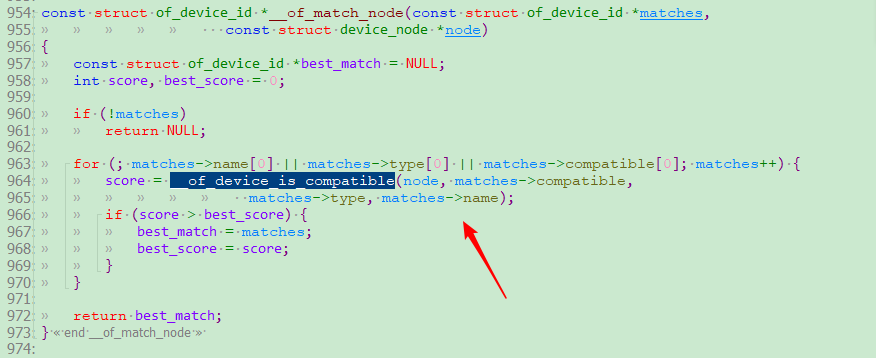 954: const struct of_device_id *__of_match_node(const struct of_device_id *matches,
955: » » » » » ···const struct device_node *node)
956: {
957: » const struct of_device_id *best_match = NULL;
958: » int score, best_score = 0;
959:
960: » if (!matches)
961: » » return NULL;
962:
963: » for (; matches->name[0] || matches->type[0] || matches->compatible[0]; matches++) {
964: » » score = __of_device_is_compatible(node, matches->compatible,
965: » » » » » » ··matches->type, matches->name);
966: » » if (score > best_score) {
967: » » » best_match = matches;
968: » » » best_score = score;
969: » » }
970: » }
971:
972: » return best_match;
973: } « end __of_match_node »
974: